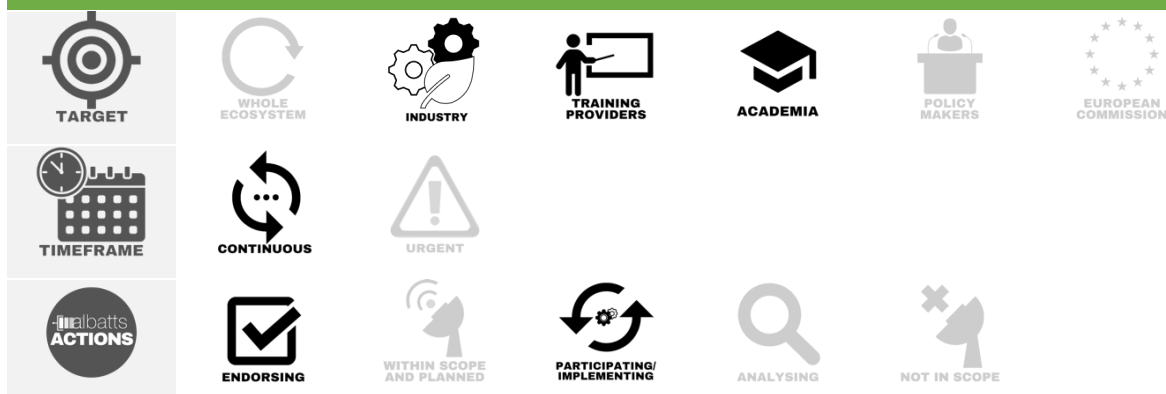 TARGET
WHOLE
ECOSYSTEM
INDUSTRY
TRAINING
PROVIDERS
ACADEMIA
POLICY
MAKERS
EUROPEAN
COMMISSION
TIMEFRAME
CONTINUOUS
URGENT
albatts
ACTIONS
ENDORSING
WITHIN SCOPE
AND PLANNED
PARTICIPATING/
IMPLEMENTING
ANALYSING
NOT IN SCOPE